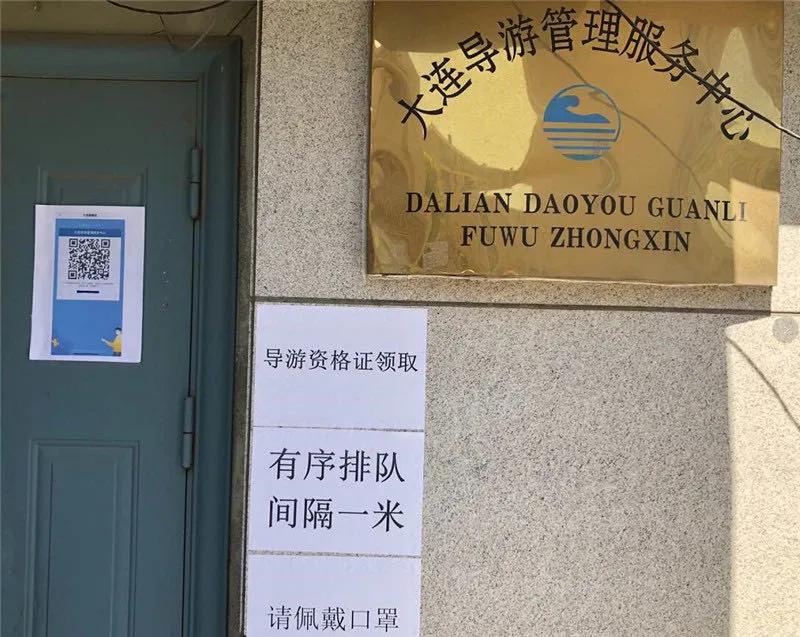 大连导游管理服务中心
DALIAN DAOYOU GUANLI
FUWU ZHONGXIN
导游资格证领取
有序排队
间隔一米
请佩戴口罩